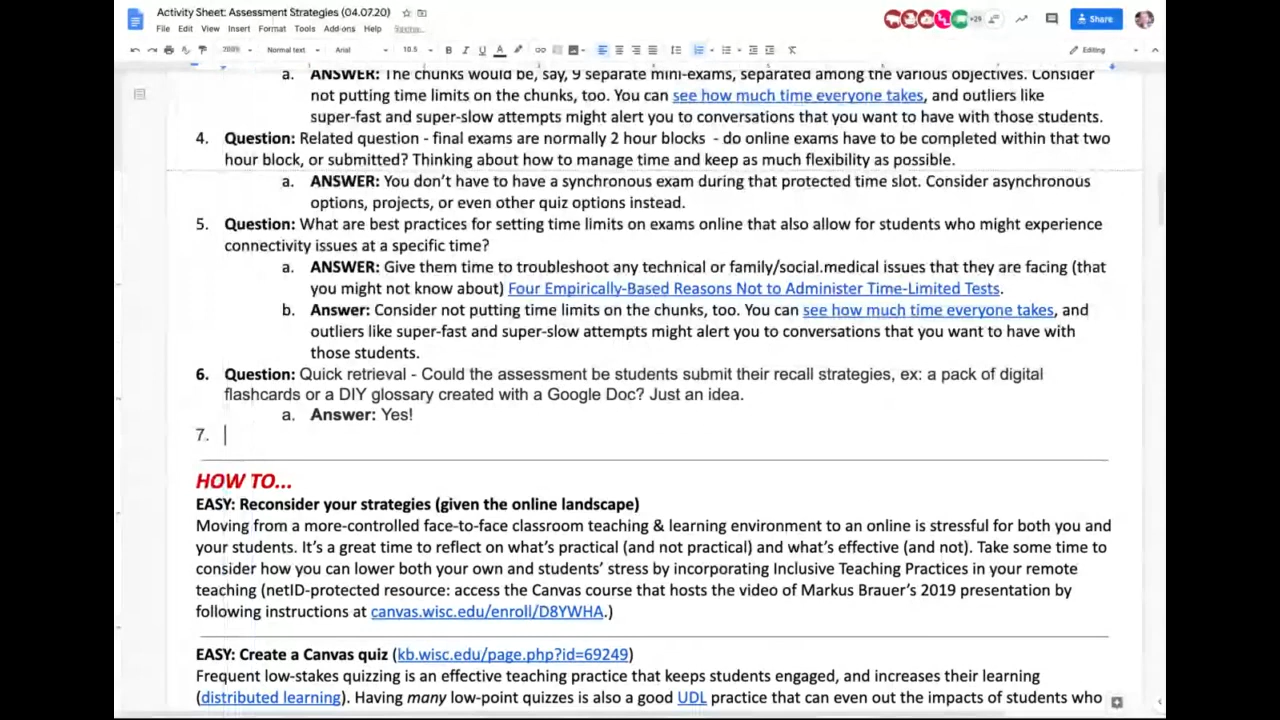 Activity Sheet: Assessment Strategies (04.07.20)
File Edit View Insert Format Tools Add-ons Help
+29
Share
200% Normal text Arial 10.5 B I U A Editing
a. ANSWER: The chunks would be, say, 9 separate mini-exams, separated among the various objectives. Consider
not putting time limits on the chunks, too. You can see how much time everyone takes, and outliers like
super-fast and super-slow attempts might alert you to conversations that you want to have with those students.
4. Question: Related question - final exams are normally 2 hour blocks - do online exams have to be completed within that two
hour block, or submitted? Thinking about how to manage time and keep as much flexibility as possible.
a. ANSWER: You don't have to have a synchronous exam during that protected time slot. Consider asynchronous
options, projects, or even other quiz options instead.
5. Question: What are best practices for setting time limits on exams online that also allow for students who might experience
connectivity issues at a specific time?
a. ANSWER: Give them time to troubleshoot any technical or family/social.medical issues that they are facing (that
you might not know about) Four Empirically-Based Reasons Not to Administer Time-Limited Tests.
b. Answer: Consider not putting time limits on the chunks, too. You can see how much time everyone takes, and
outliers like super-fast and super-slow attempts might alert you to conversations that you want to have with
those students.
6. Question: Quick retrieval - Could the assessment be students submit their recall strategies, ex: a pack of digital
flashcards or a DIY glossary created with a Google Doc? Just an idea.
a. Answer: Yes!
7.
HOW TO...
EASY: Reconsider your strategies (given the online landscape)
Moving from a more-controlled face-to-face classroom teaching & learning environment to an online is stressful for both you and
your students. It's a great time to reflect on what's practical (and not practical) and what's effective (and not). Take some time to
consider how you can lower both your own and students' stress by incorporating Inclusive Teaching Practices in your remote
teaching (netID-protected resource: access the Canvas course that hosts the video of Markus Brauer's 2019 presentation by
following instructions at canvas.wisc.edu/enroll/D8YWHA.)
EASY: Create a Canvas quiz (kb.wisc.edu/page.php?id=69249)
Frequent low-stakes quizzing is an effective teaching practice that keeps students engaged, and increases their learning
(distributed learning). Having many low-point quizzes is also a good UDL practice that can even out the impacts of students who